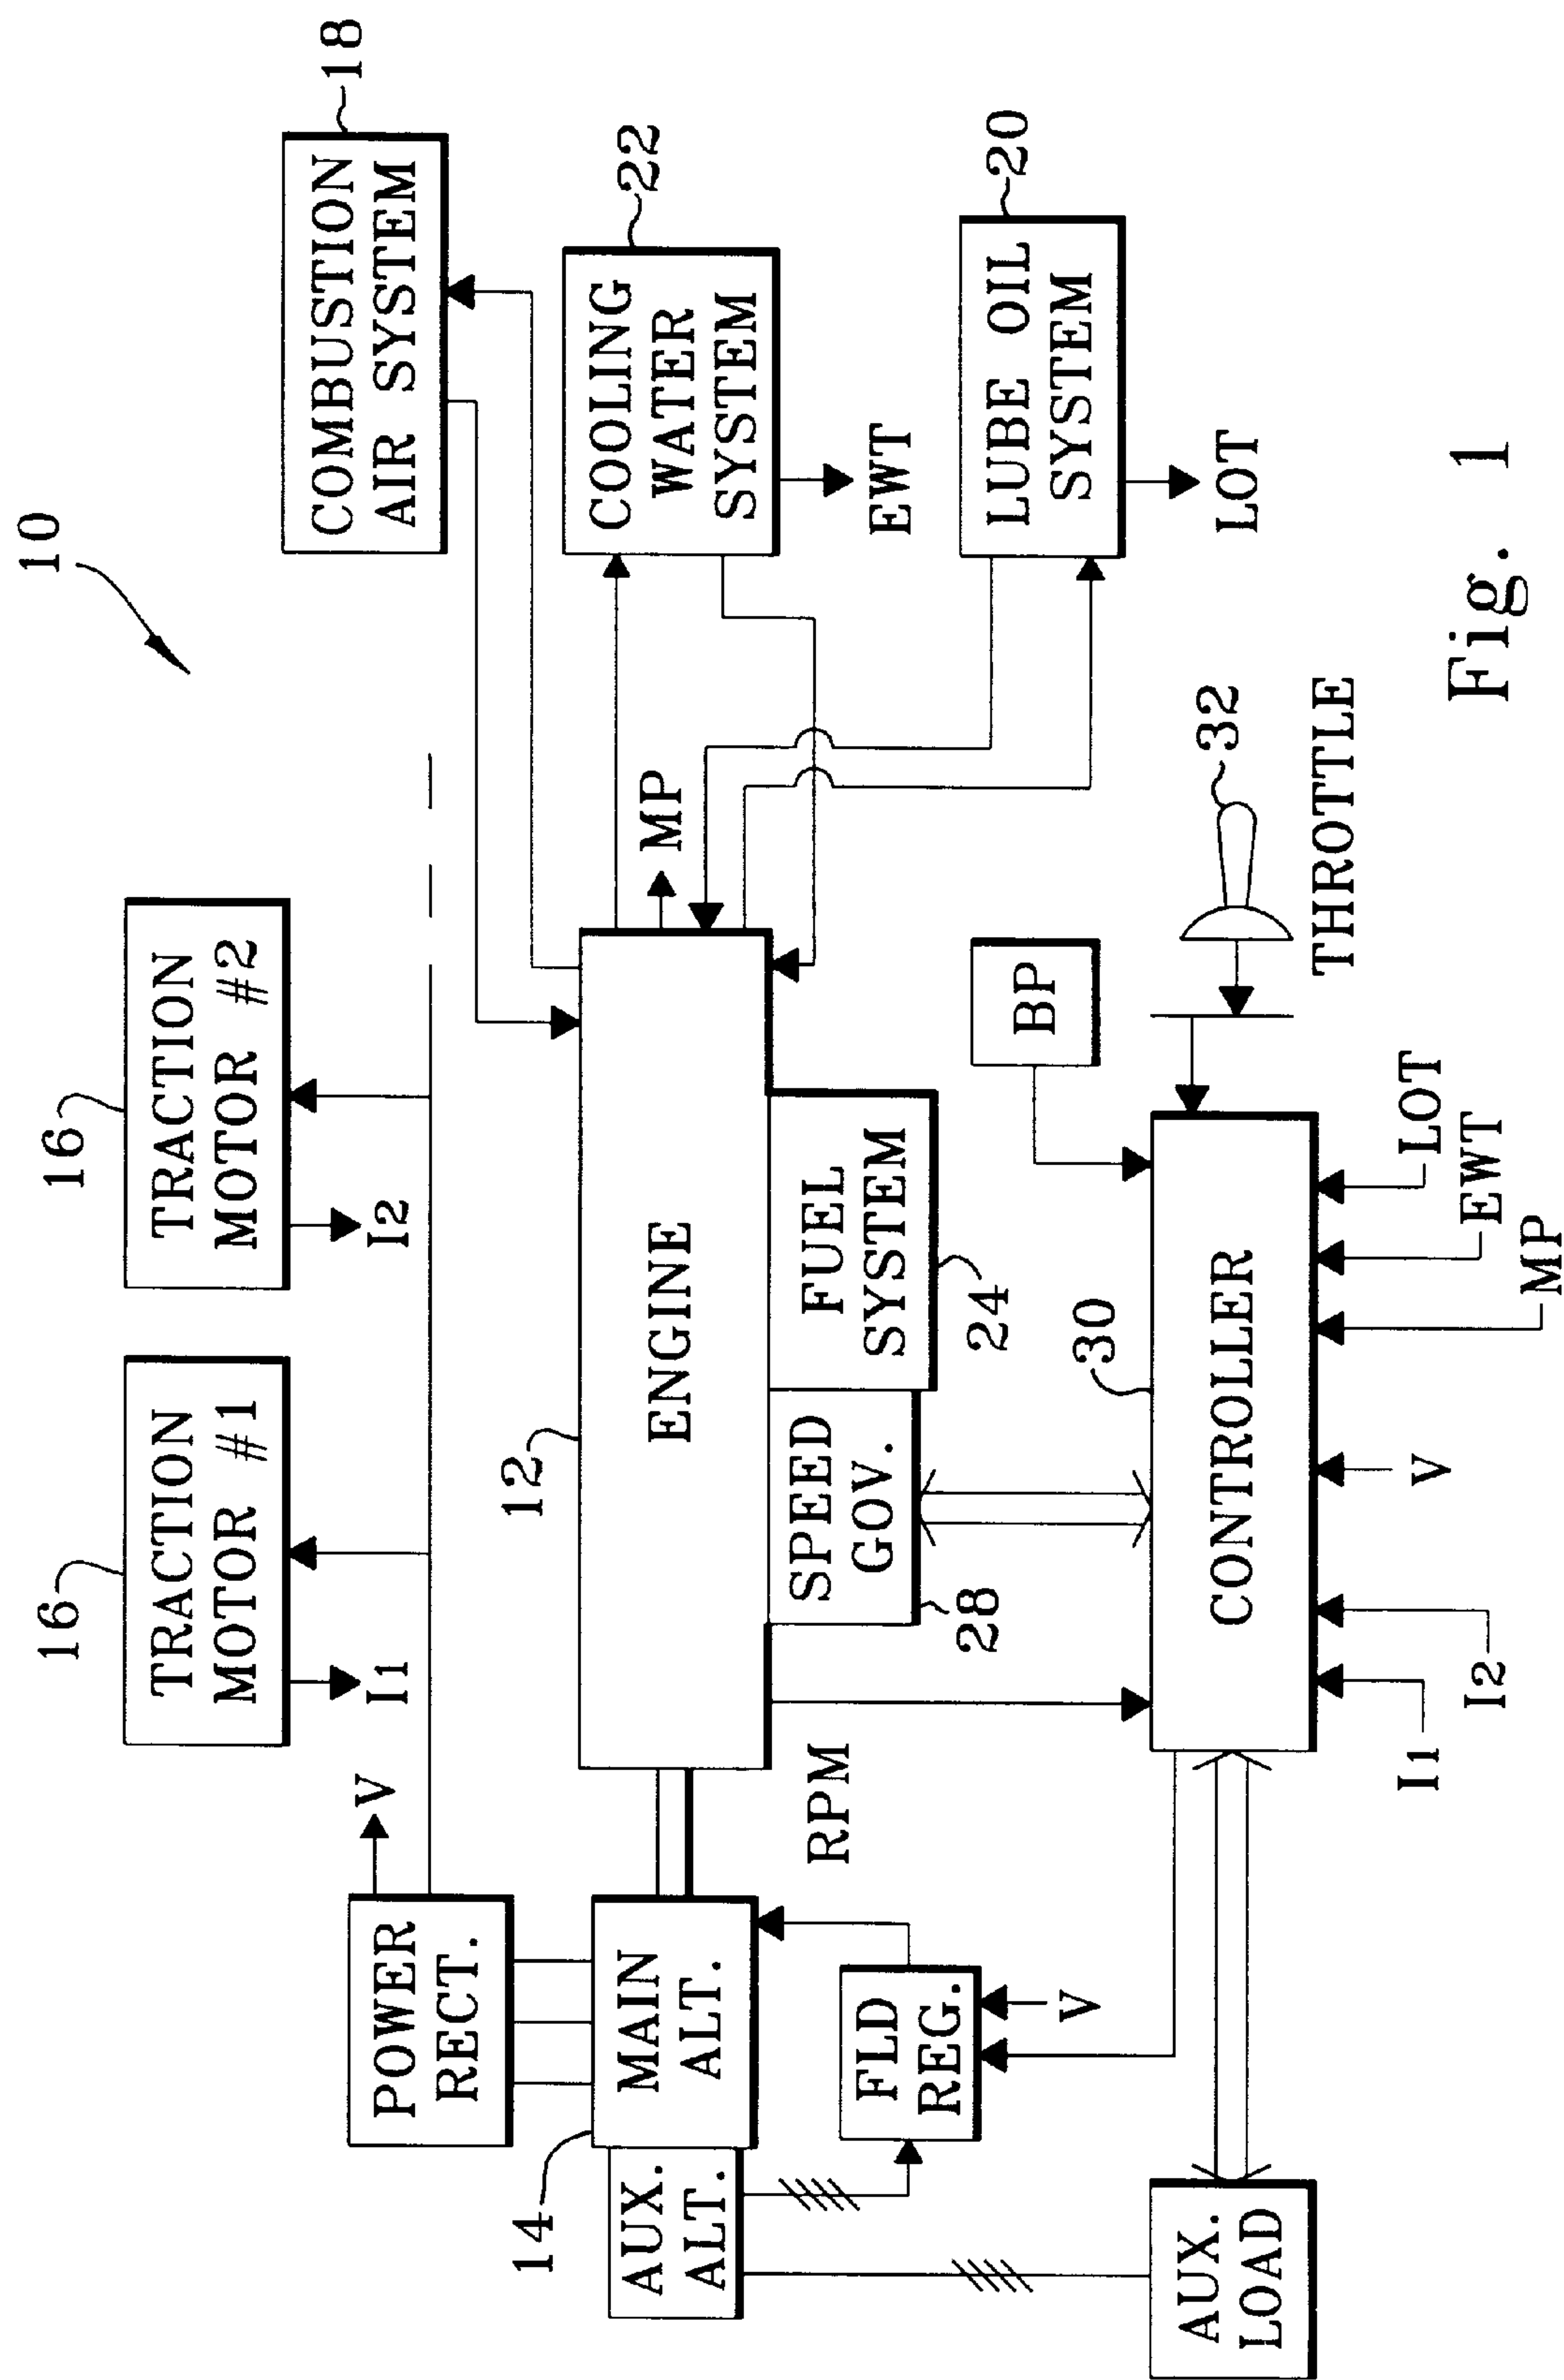 10
16
TRACTION
MOTOR #1
I1
16
TRACTION
MOTOR #2
I2
COMBUSTION
AIR SYSTEM
18
POWER
RECT.
V
12
ENGINE
MP
COOLING
WATER
SYSTEM
22
EWT
14
MAIN
ALT.
AUX.
ALT.
RPM
SPEED
GOV.
28
FUEL
SYSTEM
24
LUBE OIL
SYSTEM
20
LOT
FLD
REG.
V
BP
30
CONTROLLER
32
THROTTLE
AUX.
LOAD
I1
I2
V
MP
EWT
LOT
Fig. 1